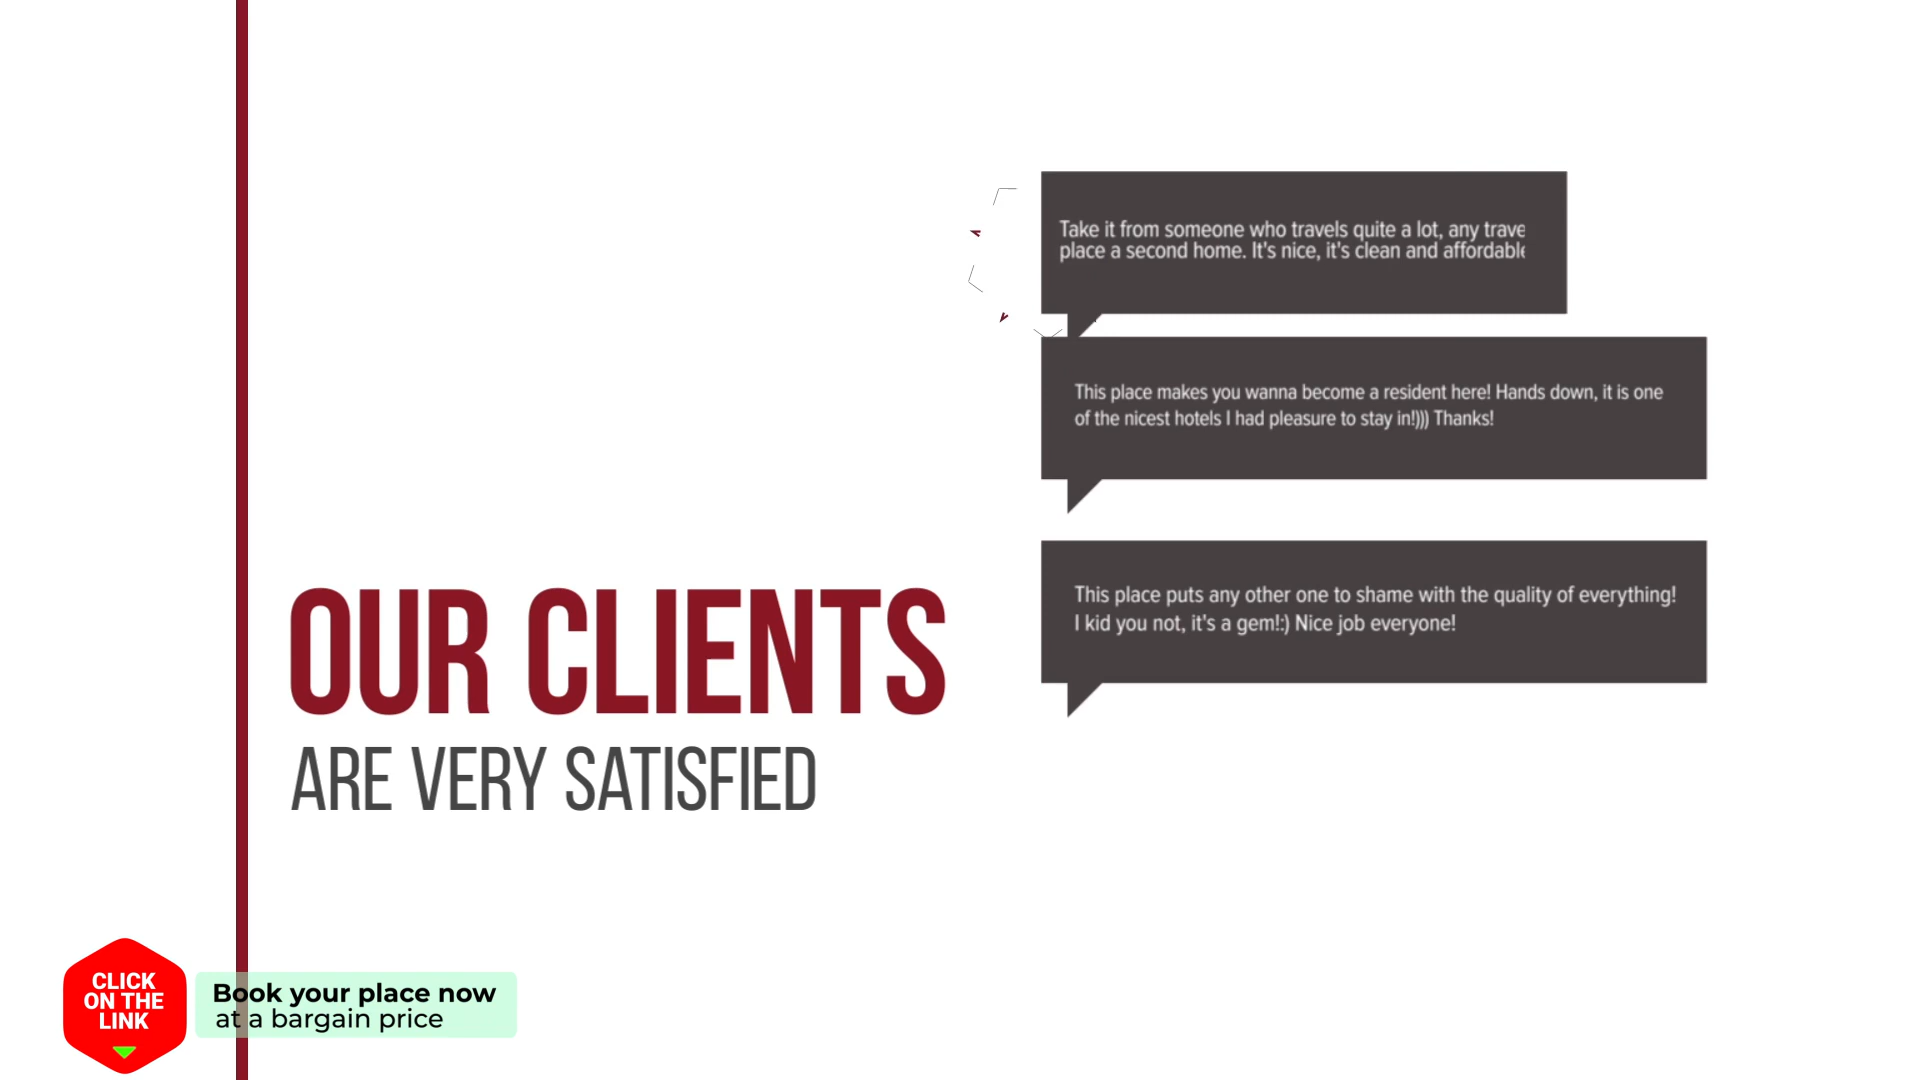 Take it from someone who travels quite a lot, any
place a second home. It's nice, it's clean and
This place makes you wanna become a resident here! Hands down, it is one
of the nicest hotels I had pleasure to stay in!))) Thanks!
This place puts any other one to shame with the quality of everything!
I kid you not, it's a gem!:) Nice job everyone!
OUR CLIENTS
ARE VERY SATISFIED
CLICK
ON THE
LINK
Book your place now
at a bargain price